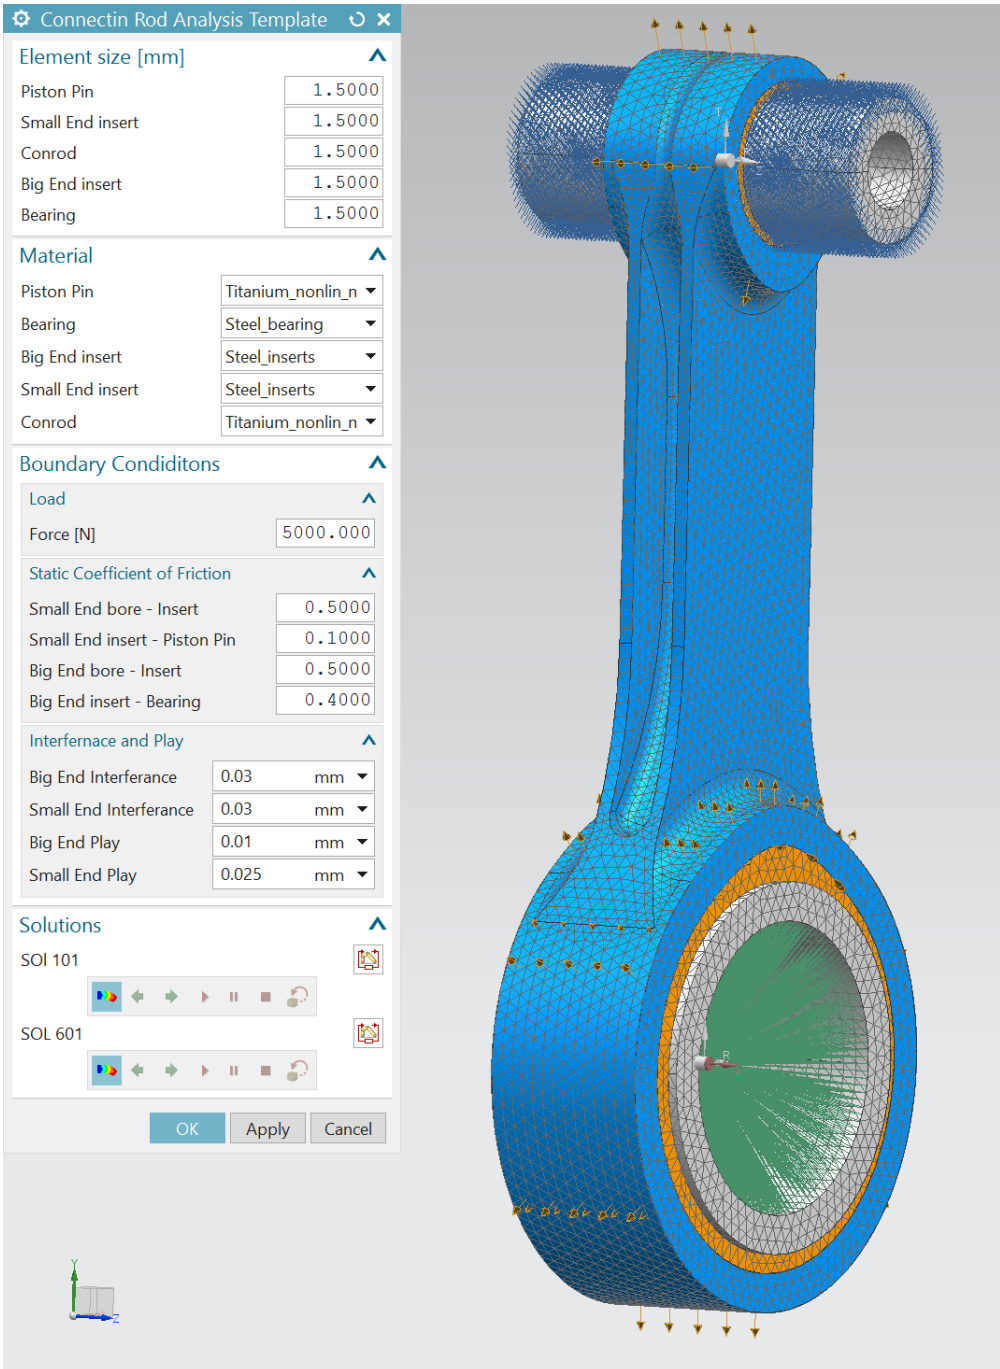 Connectin Rod Analysis Template
Element size [mm]
Piston Pin 1.5000
Small End insert 1.5000
Conrod 1.5000
Big End insert 1.5000
Bearing 1.5000
Material
Piston Pin Titanium_nonlin_n
Bearing Steel_bearing
Big End insert Steel_inserts
Small End insert Steel_inserts
Conrod Titanium_nonlin_n
Boundary Condiditons
Load
Force [N] 5000.000
Static Coefficient of Friction
Small End bore - Insert 0.5000
Small End insert - Piston Pin 0.1000
Big End bore - Insert 0.5000
Big End insert - Bearing 0.4000
Interfernace and Play
Big End Interferance 0.03 mm
Small End Interferance 0.03 mm
Big End Play 0.01 mm
Small End Play 0.025 mm
Solutions
SOl 101
SOL 601
OK Apply Cancel
T
Z
R
Y
Z